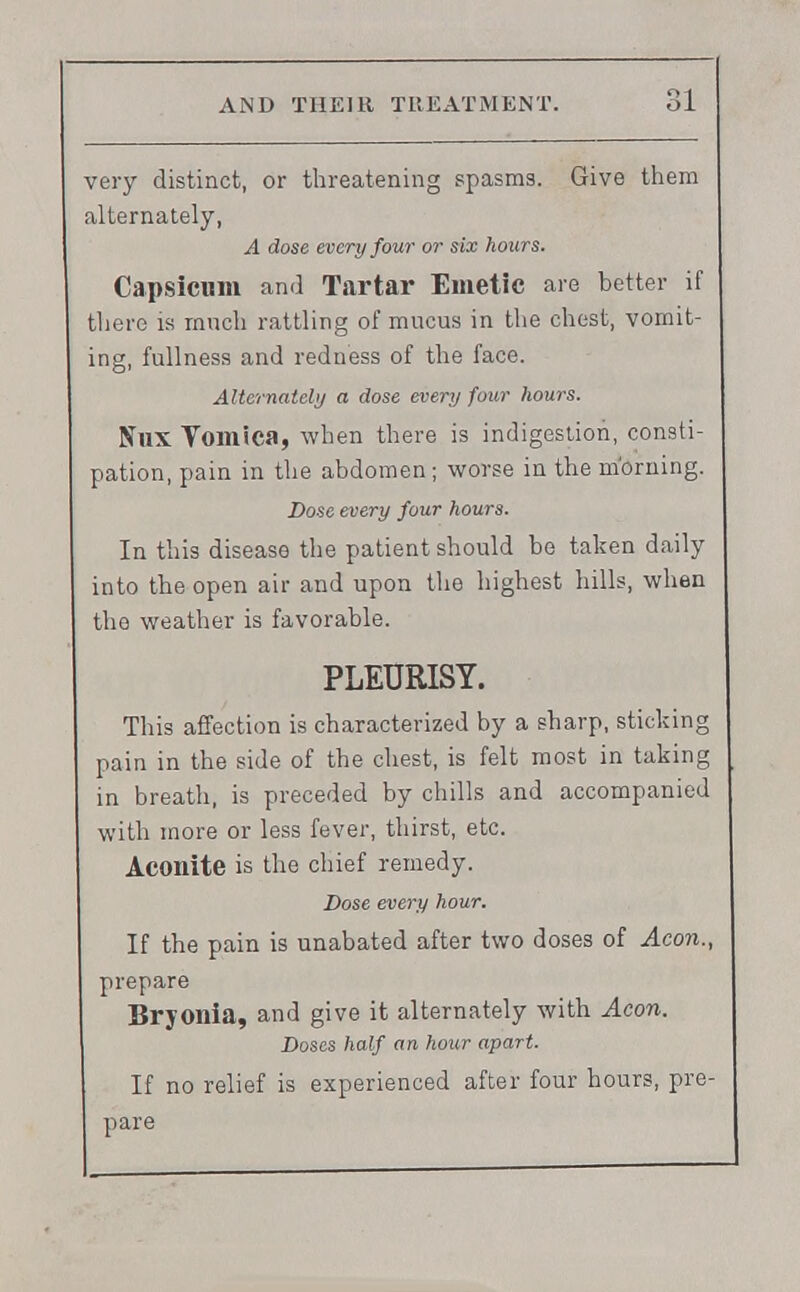 AND THEIR TREATMENT. 31
very distinct, or threatening spasms. Give them
alternately,
A dose every four or six hours.
Capsicum and Tartar Emetic are better if
there is much rattling of mucus in the chest, vomit-
ing, fullness and redness of the face.
Alternately a dose every four hours.
Nux Vomica, when there is indigestion, consti-
pation, pain in the abdomen; worse in the morning.
Dose every four hours.
In this disease the patient should be taken daily
into the open air and upon the highest hills, when
the weather is favorable.
PLEURISY.
This affection is characterized by a sharp, sticking
pain in the side of the chest, is felt most in taking
in breath, is preceded by chills and accompanied
with more or less fever, thirst, etc.
Aconite is the chief remedy.
Dose every hour.
If the pain is unabated after two doses of Acon.,
prepare
Bryonia, and give it alternately with Acon.
Doses half an hour apart.
If no relief is experienced after four hours, pre-
pare